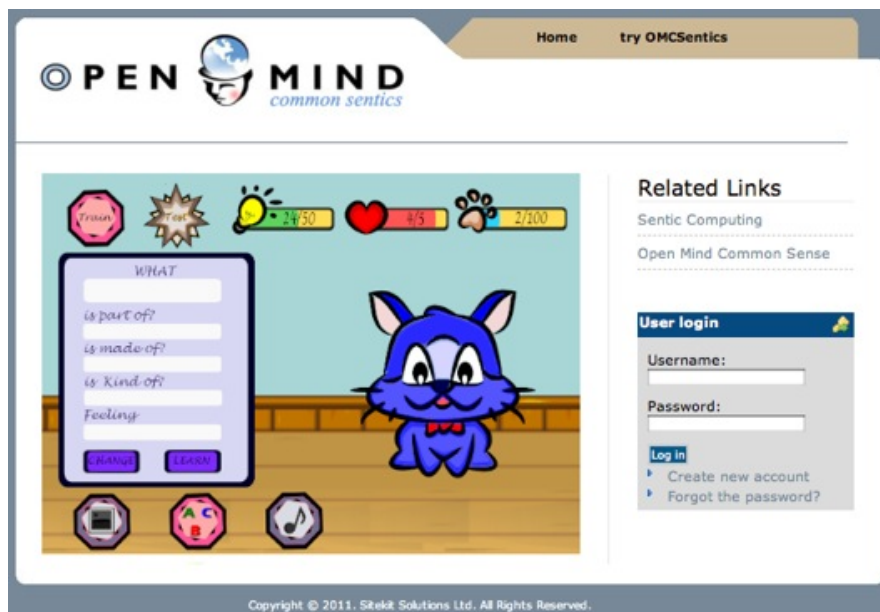 Home try OMCSentics
OPEN MIND
common sentics
Train Test 24/50 4/5 2/100
WHAT
is part of?
is made of?
is Kind of?
Feeling
CHANGE LEARN
A C
B
Related Links
Sentic Computing
Open Mind Common Sense
User login
Username:
Password:
Log in
Create new account
Forgot the password?
Copyright © 2011. Sitekit Solutions Ltd. All Rights Reserved.